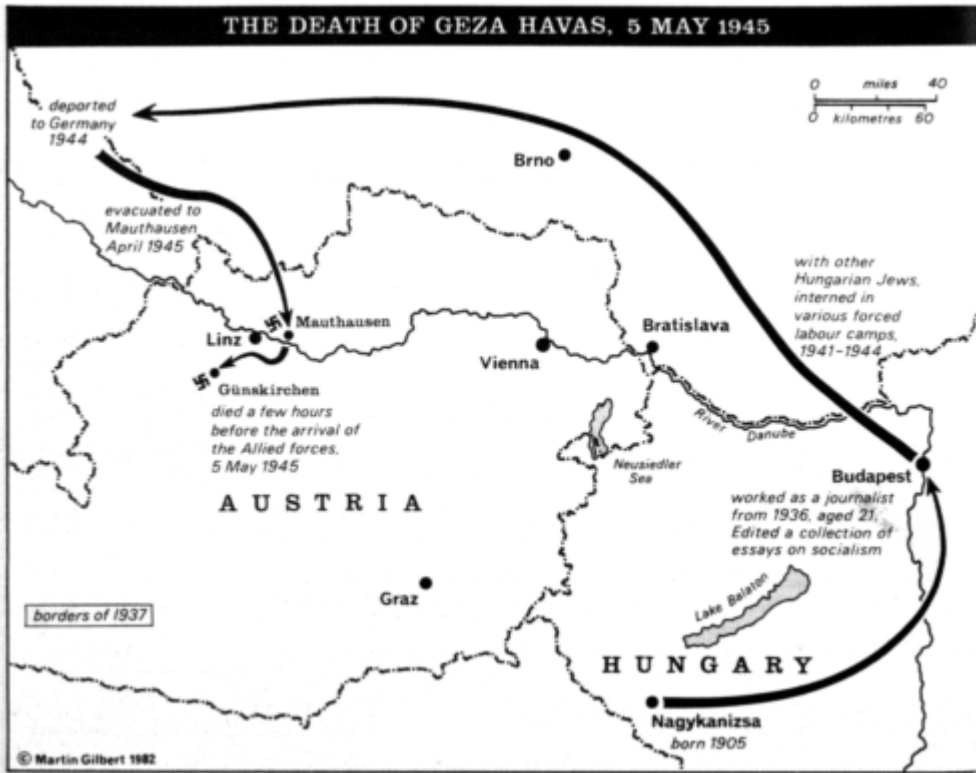 THE DEATH OF GEZA HAVAS, 5 MAY 1945
0 miles 40
0 kilometres 60
deported
to Germany
1944
Brno
evacuated to
Mauthausen
April 1945
with other
Hungarian Jews,
interned in
various forced
labour camps,
1941-1944
Mauthausen
Linz
Bratislava
Vienna
Günskirchen
died a few hours
before the arrival of
the Allied forces,
5 May 1945
River Danube
Neusiedler
Sea
Budapest
worked as a journalist
from 1936, aged 21.
Edited a collection of
essays on socialism
AUSTRIA
Graz
Lake Balaton
borders of 1937
HUNGARY
Nagykanizsa
born 1905
© Martin Gilbert 1982